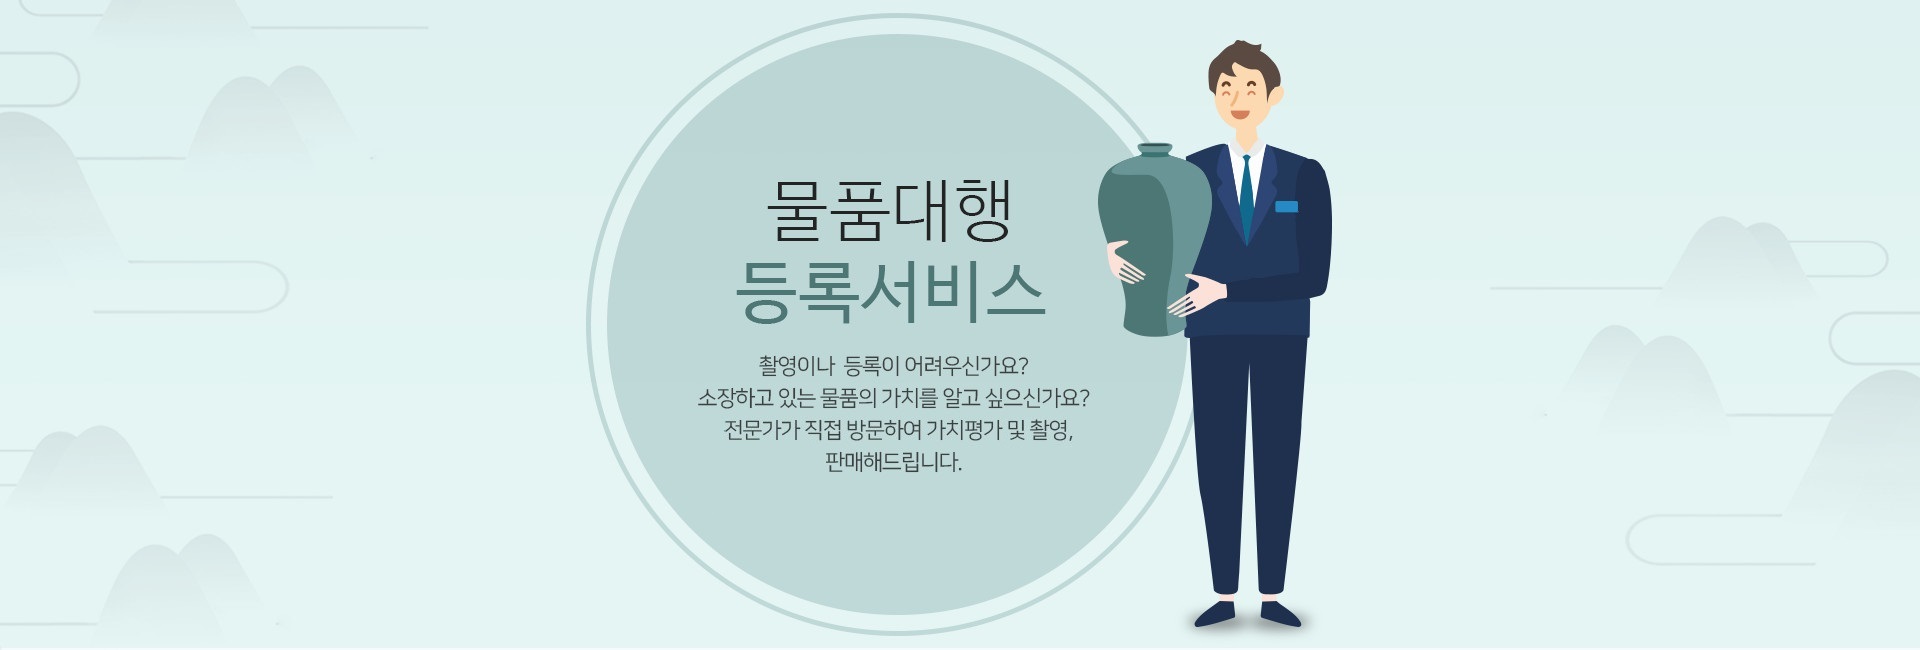 물품대행
등록서비스
촬영이나 등록이 어려우신가요?
소장하고 있는 물품의 가치를 알고 싶으신가요?
전문가가 직접 방문하여 가치평가 및 촬영,
판매해드립니다.